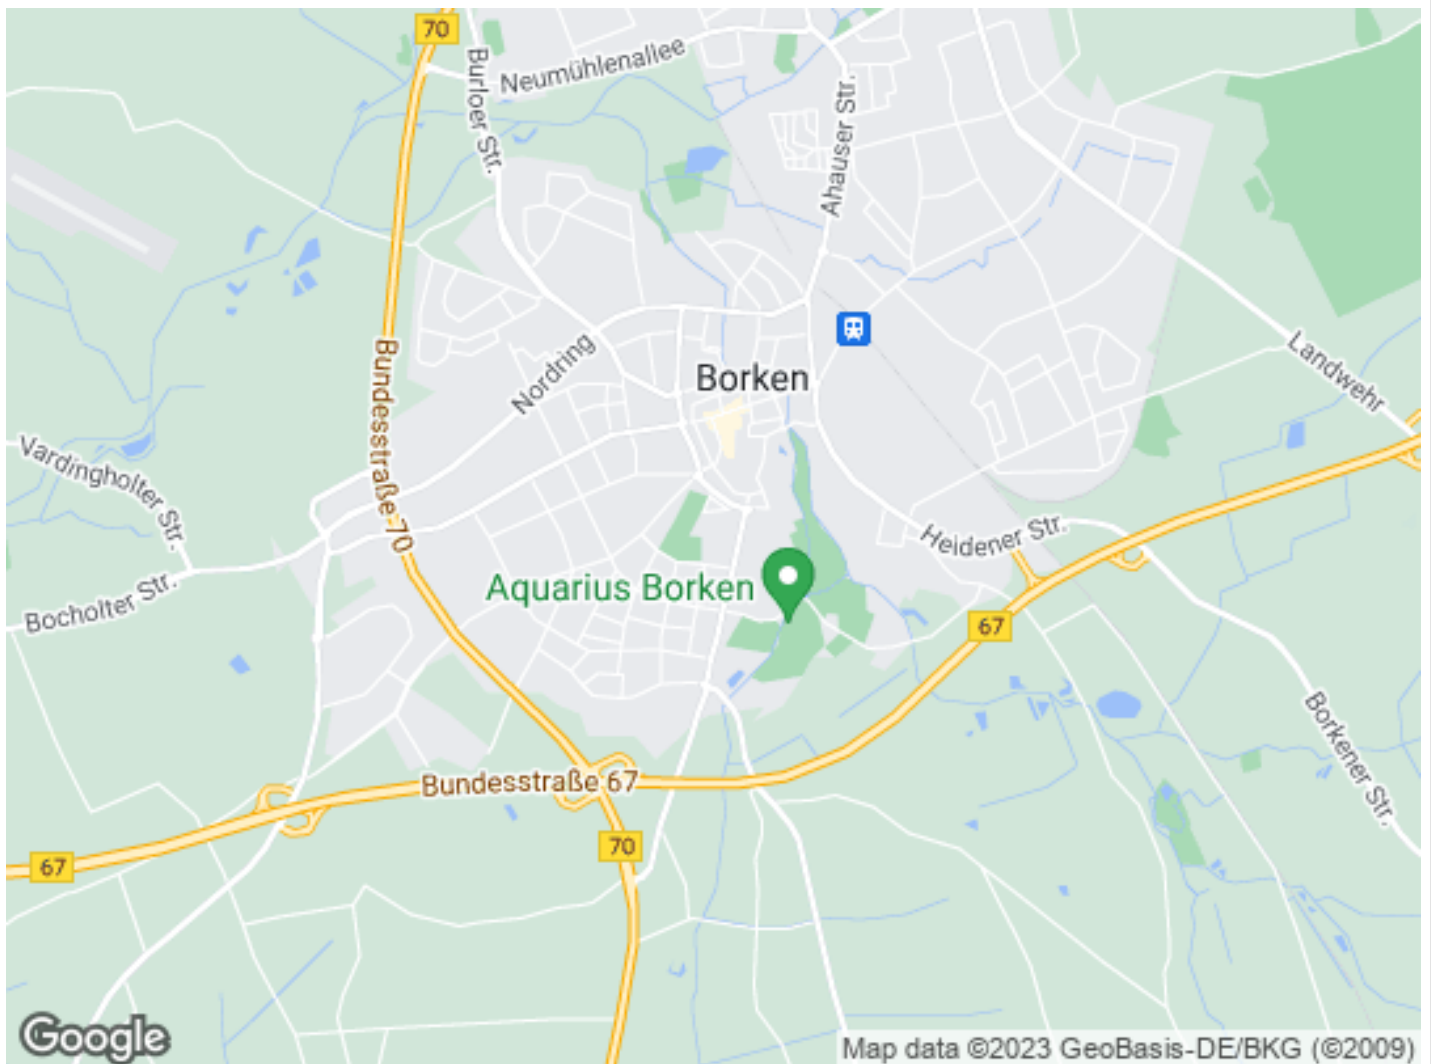 70
Neumühlenallee
Burloer Str.
Ahauser Str.
Nordring
Borken
Landwehr
Bundesstraße 70
Vardingholter Str.
Heidener Str.
Bocholter Str.
Aquarius Borken
67
Borkener Str.
Bundesstraße 67
70
67
Google
Map data ©2023 GeoBasis-DE/BKG (©2009)